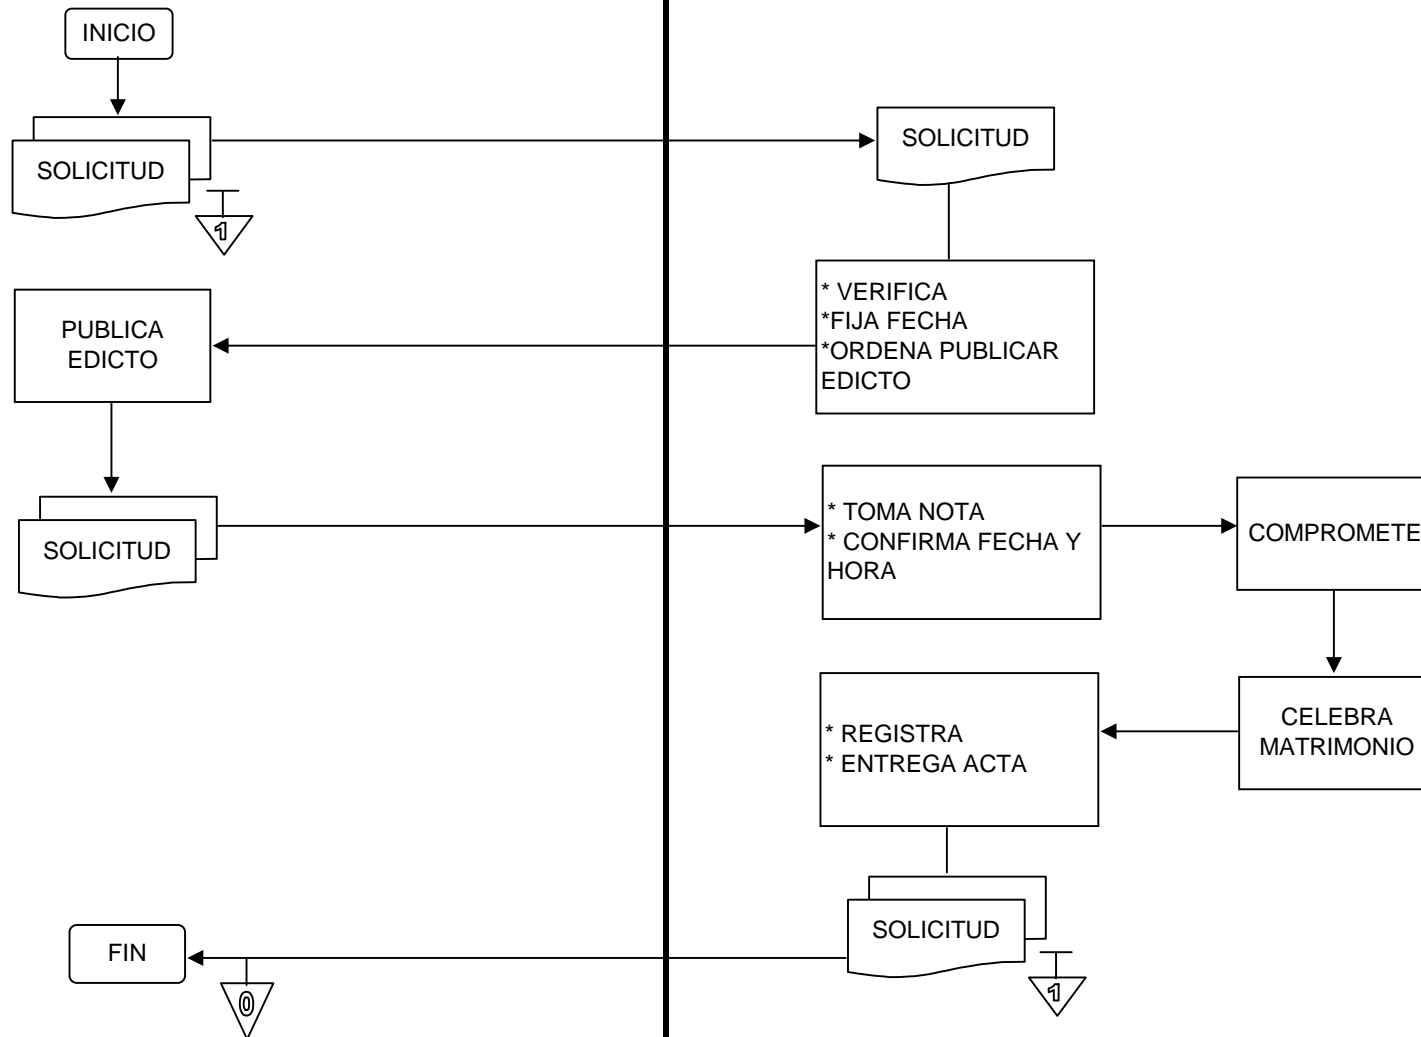 INICIO
SOLICITUD
1
SOLICITUD
* VERIFICA
*FIJA FECHA
*ORDENA PUBLICAR
EDICTO
PUBLICA
EDICTO
SOLICITUD
* TOMA NOTA
* CONFIRMA FECHA Y
HORA
COMPROMETE
CELEBRA
MATRIMONIO
* REGISTRA
* ENTREGA ACTA
SOLICITUD
1
FIN
0